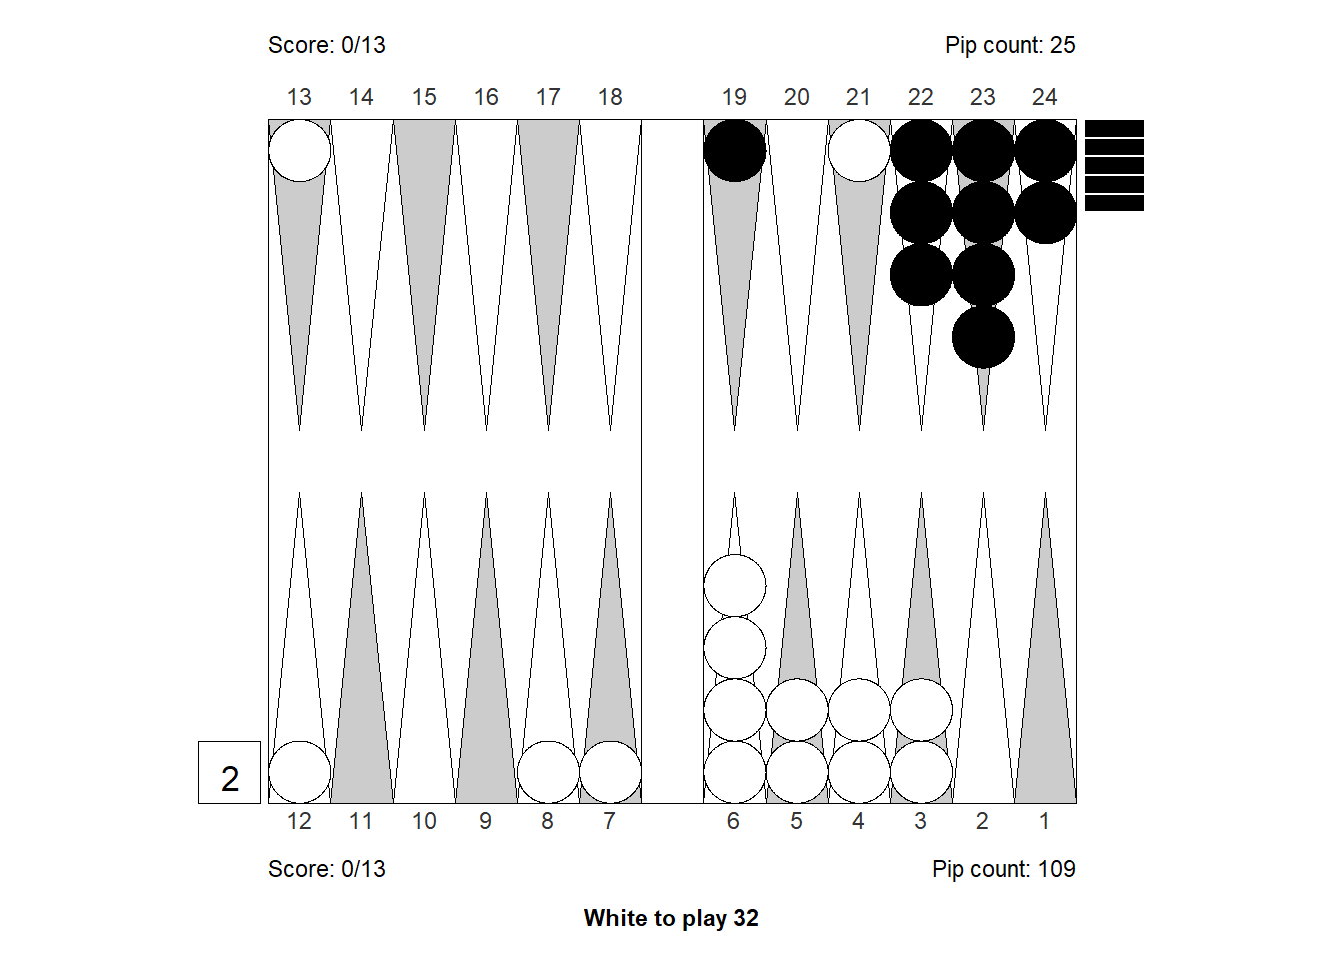 Score: 0/13 Pip count: 25
13 14 15 16 17 18 19 20 21 22 23 24
2
12 11 10 9 8 7 6 5 4 3 2 1
Score: 0/13 Pip count: 109
White to play 32